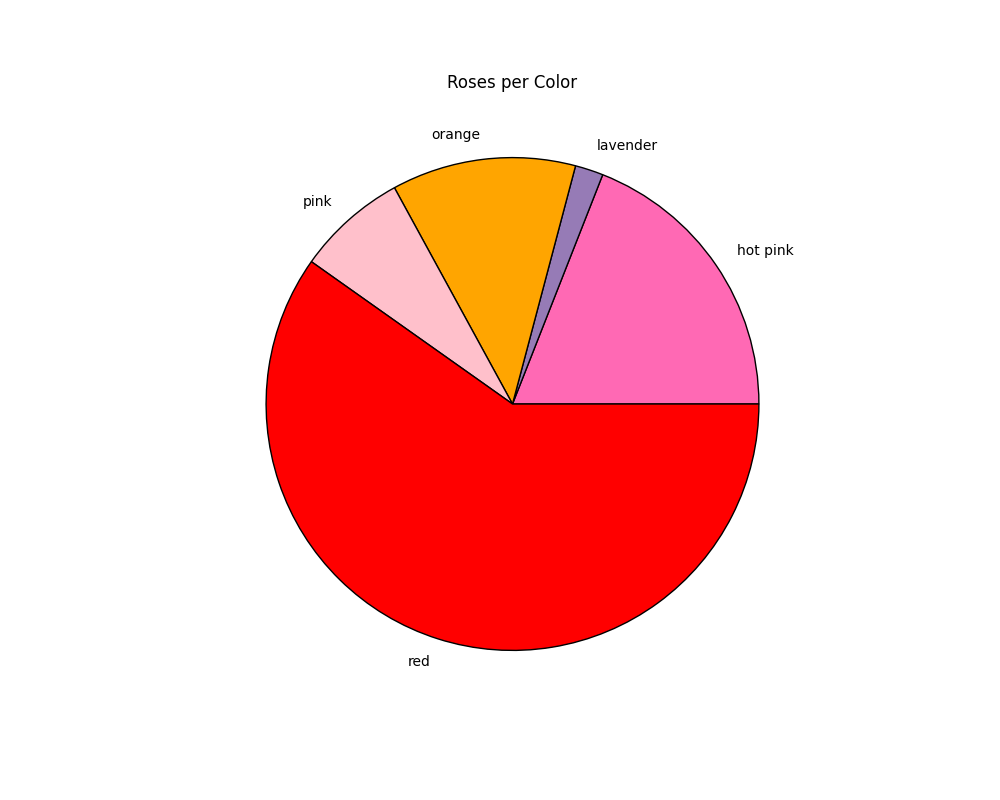 Roses per Color
orange
lavender
pink
hot pink
red